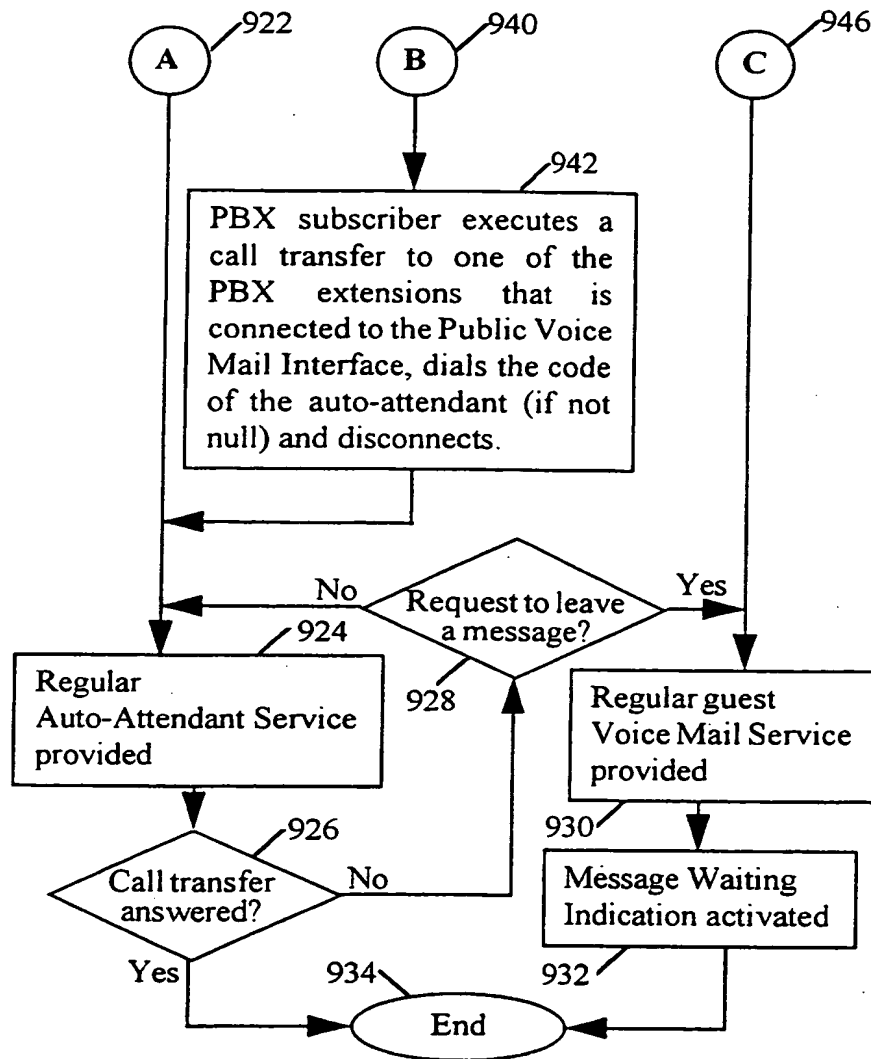 922
940
946
A
B
C
942
PBX subscriber executes a
call transfer to one of the
PBX extensions that is
connected to the Public Voice
Mail Interface, dials the code
of the auto-attendant (if not
null) and disconnects.
No
Request to leave
a message?
Yes
928
924
Regular
Auto-Attendant Service
provided
Regular guest
Voice Mail Service
provided
930
926
Call transfer
answered?
No
Yes
Message Waiting
Indication activated
932
934
End